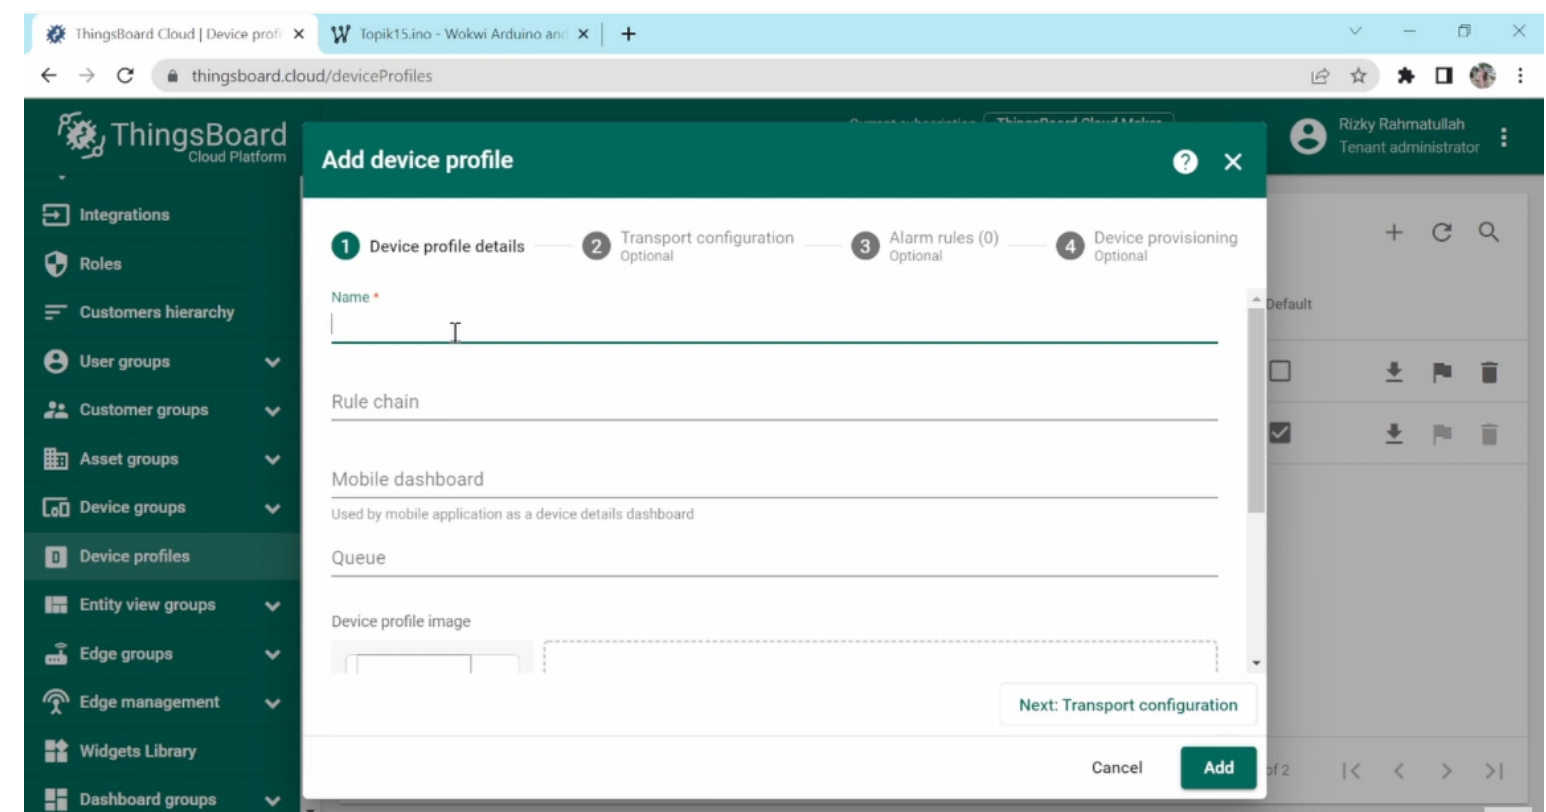 ThingsBoard Cloud | Device profi
Topik15.ino - Wokwi Arduino and
thingsboard.cloud/deviceProfiles
ThingsBoard
Cloud Platform
Rizky Rahmatullah
Tenant administrator
Add device profile
Integrations
Roles
Customers hierarchy
User groups
Customer groups
Asset groups
Device groups
Device profiles
Entity view groups
Edge groups
Edge management
Widgets Library
Dashboard groups
1 Device profile details
2 Transport configuration
Optional
3 Alarm rules (0)
Optional
4 Device provisioning
Optional
Name *
Rule chain
Mobile dashboard
Used by mobile application as a device details dashboard
Queue
Device profile image
Next: Transport configuration
Cancel
Add
Default
of 2